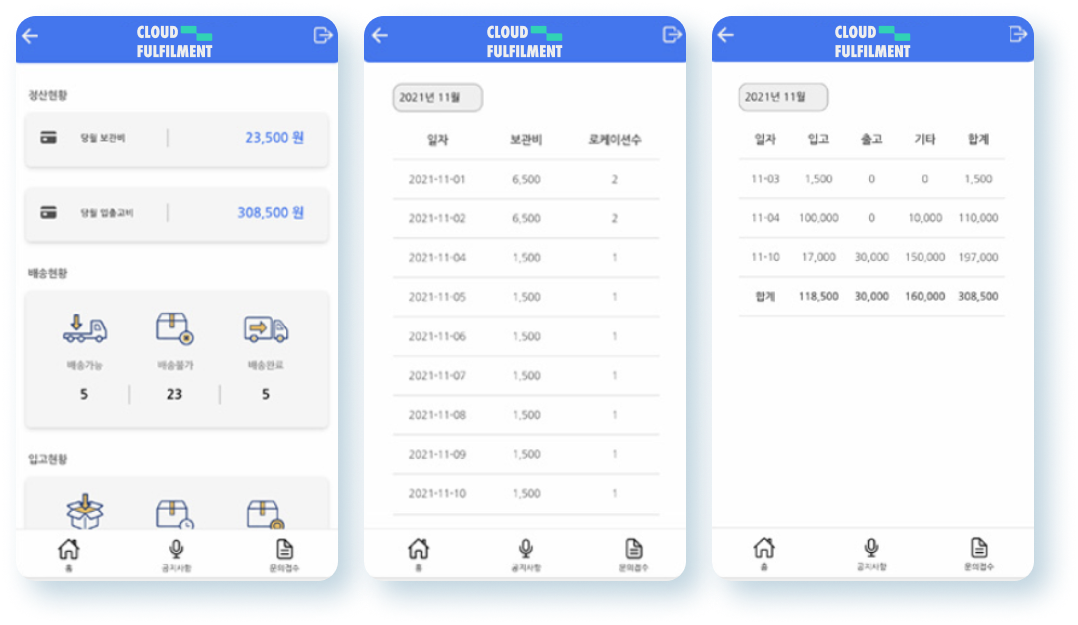 CLOUD
FULFILMENT
정산현황
당월 보관비 23,500 원
당월 입출고비 308,500 원
배송현황
배송가능 배송불가 배송완료
5 23 5
입고현황
홈 공지사항 문의접수
CLOUD
FULFILMENT
2021년 11월
일자 보관비 로케이션수
2021-11-01 6,500 2
2021-11-02 6,500 2
2021-11-04 1,500 1
2021-11-05 1,500 1
2021-11-06 1,500 1
2021-11-07 1,500 1
2021-11-08 1,500 1
2021-11-09 1,500 1
2021-11-10 1,500 1
홈 공지사항 문의접수
CLOUD
FULFILMENT
2021년 11월
일자 입고 출고 기타 합계
11-03 1,500 0 0 1,500
11-04 100,000 0 10,000 110,000
11-10 17,000 30,000 150,000 197,000
합계 118,500 30,000 160,000 308,500
홈 공지사항 문의접수